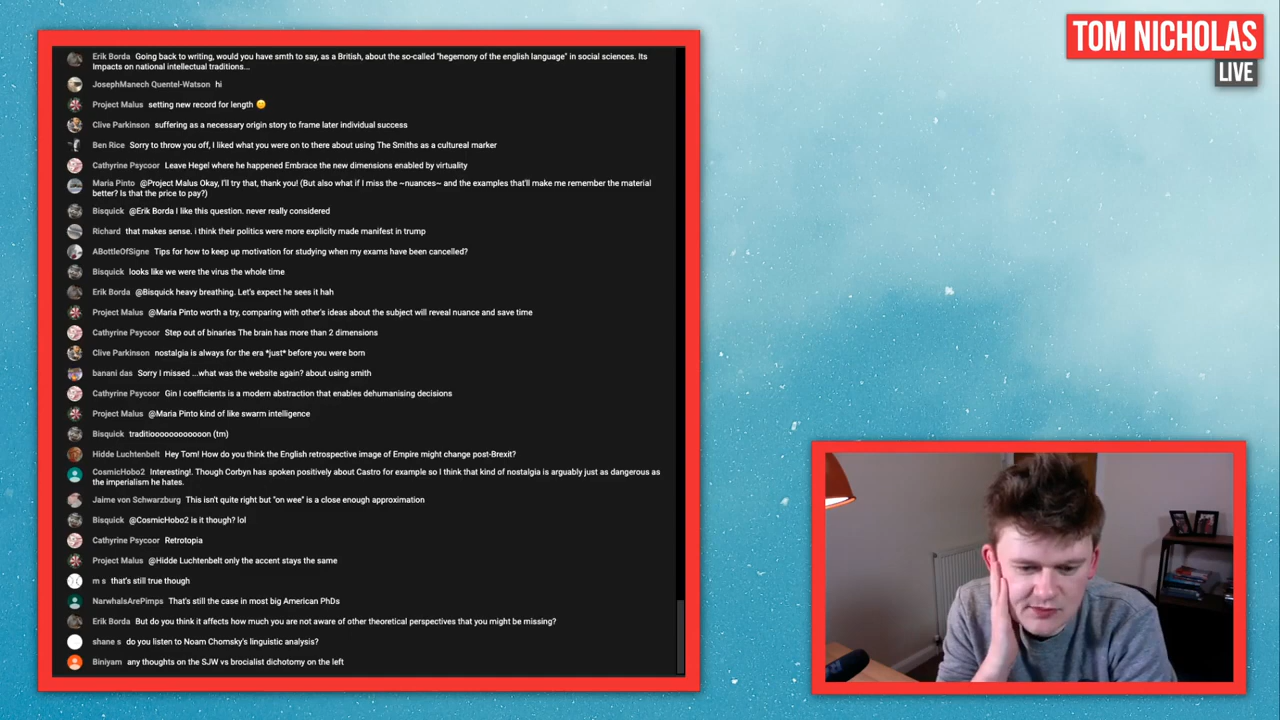 TOM NICHOLAS
LIVE
Erik Borda Going back to writing, would you have smth to say, as a British, about the so-called "hegemony of the english language" in social sciences. Its
Impacts on national intellectual traditions...
JosephManech Quentel-Watson hi
Project Malus setting new record for length 😕
Clive Parkinson suffering as a necessary origin story to frame later individual success
Ben Rice Sorry to throw you off, I liked what you were on to there about using The Smiths as a cultureal marker
Cathyrine Psycoor Leave Hegel where he happened Embrace the new dimensions enabled by virtuality
Maria Pinto @Project Malus Okay, I'll try that, thank you! (But also what if I miss the ~nuances~ and the examples that'll make me remember the material
better? Is that the price to pay?)
Bisquick @Erik Borda I like this question. never really considered
Richard that makes sense. i think their politics were more explicity made manifest in trump
ABottleOfSigne Tips for how to keep up motivation for studying when my exams have been cancelled?
Bisquick looks like we were the virus the whole time
Erik Borda @Bisquick heavy breathing. Let's expect he sees it hah
Project Malus @Maria Pinto worth a try, comparing with other's ideas about the subject will reveal nuance and save time
Cathyrine Psycoor Step out of binaries The brain has more than 2 dimensions
Clive Parkinson nostalgia is always for the era *just* before you were born
banani das Sorry I missed ...what was the website again? about using smith
Cathyrine Psycoor Gin I coefficients is a modern abstraction that enables dehumanising decisions
Project Malus @Maria Pinto kind of like swarm intelligence
Bisquick traditioooooooooooon (tm)
Hidde Luchtenbelt Hey Tom! How do you think the English retrospective image of Empire might change post-Brexit?
CosmicHobo2 Interesting!. Though Corbyn has spoken positively about Castro for example so I think that kind of nostalgia is arguably just as dangerous as
the imperialism he hates.
Jaime von Schwarzburg This isn't quite right but "on wee" is a close enough approximation
Bisquick @CosmicHobo2 is it though? lol
Cathyrine Psycoor Retrotopia
Project Malus @Hidde Luchtenbelt only the accent stays the same
m s that's still true though
NarwhalsArePimps That's still the case in most big American PhDs
Erik Borda But do you think it affects how much you are not aware of other theoretical perspectives that you might be missing?
shane s do you listen to Noam Chomsky's linguistic analysis?
Biniyam any thoughts on the SJW vs brocialist dichotomy on the left